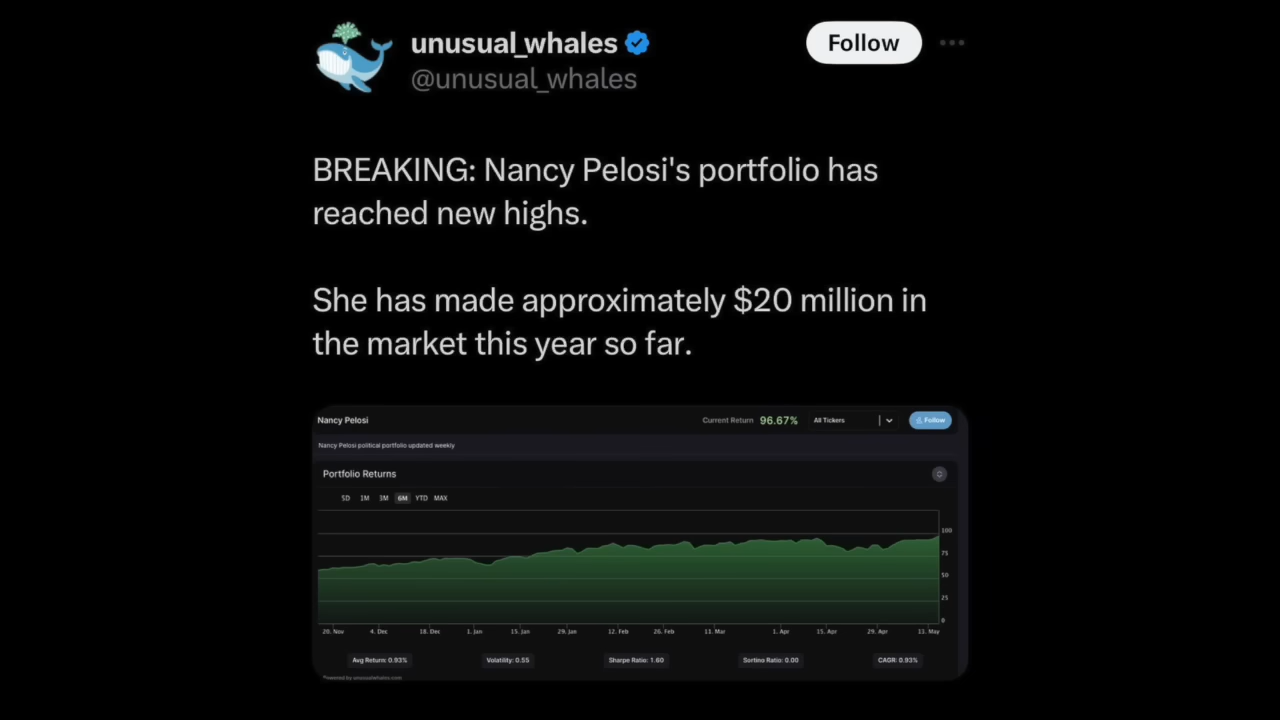 unusual_whales
@unusual_whales
Follow
BREAKING: Nancy Pelosi's portfolio has
reached new highs.
She has made approximately $20 million in
the market this year so far.
Nancy Pelosi
Current Return 96.67% All Tickers
Follow
Nancy Pelosi political portfolio updated weekly
Portfolio Returns
5D 1M 3M 6M YTD MAX
100
75
50
25
0
20. Nov 4. Dec 18. Dec 1. Jan 15. Jan 29. Jan 12. Feb 26. Feb 11. Mar 1. Apr 15. Apr 29. Apr 13. May
Avg Return: 0.93% Volatility: 0.55 Sharpe Ratio: 1.60 Sortino Ratio: 0.00 CAGR: 0.93%
Powered by unusualwhales.com